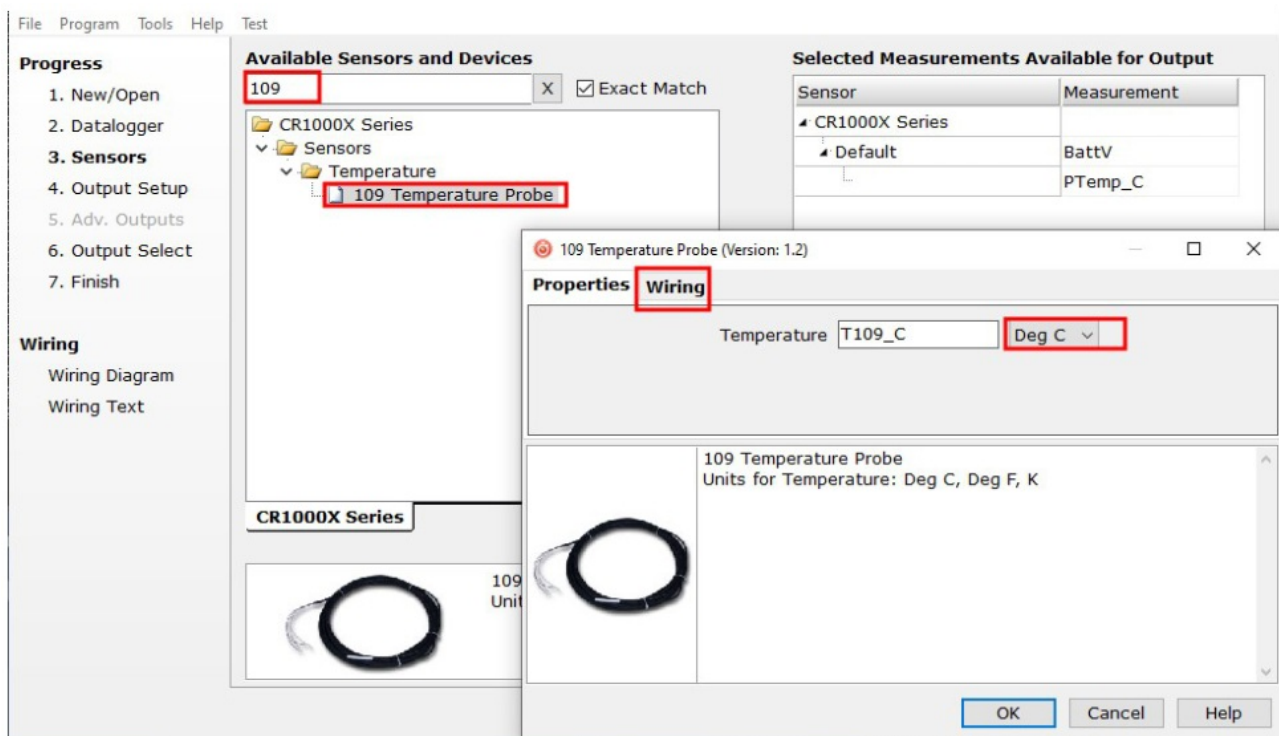 File Program Tools Help Test
Progress
1. New/Open
2. Datalogger
3. Sensors
4. Output Setup
5. Adv. Outputs
6. Output Select
7. Finish
Wiring
Wiring Diagram
Wiring Text
Available Sensors and Devices
109 X Exact Match
CR1000X Series
Sensors
Temperature
109 Temperature Probe
CR1000X Series
109
Unit
Selected Measurements Available for Output
Sensor Measurement
CR1000X Series
Default BattV
PTemp_C
109 Temperature Probe (Version: 1.2)
Properties Wiring
Temperature T109_C Deg C
109 Temperature Probe
Units for Temperature: Deg C, Deg F, K
OK Cancel Help